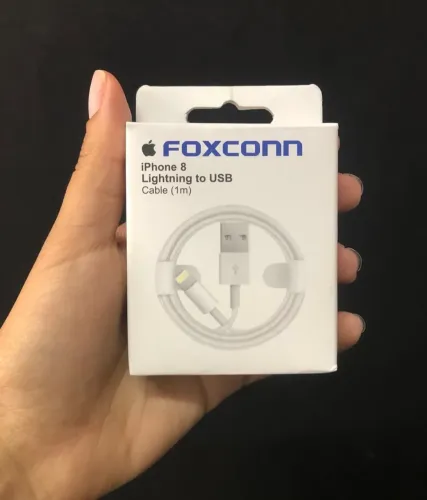 FOXCONN
iPhone 8
Lightning to USB
Cable (1m)